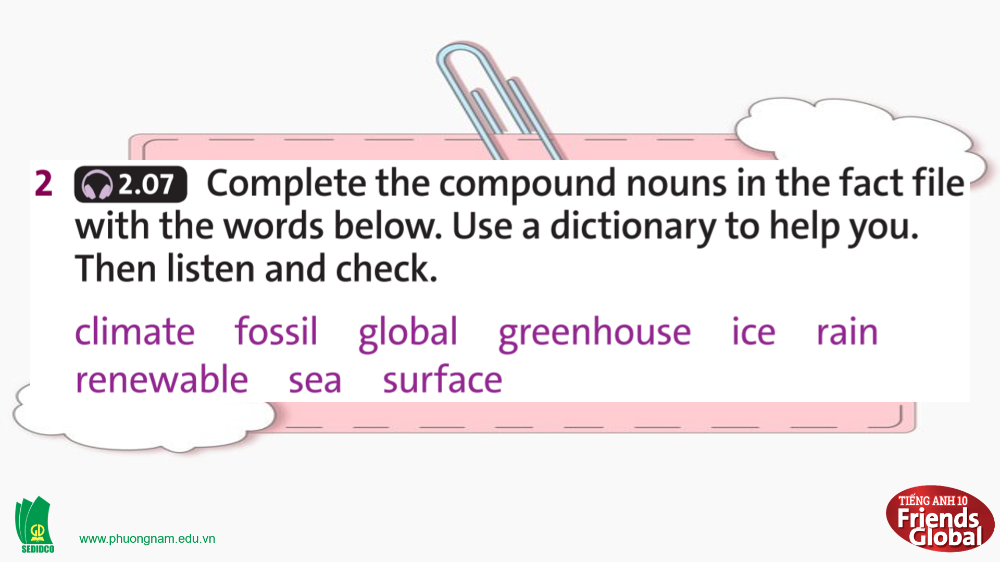 2 2.07 Complete the compound nouns in the fact file
with the words below. Use a dictionary to help you.
Then listen and check.
climate fossil global greenhouse ice rain
renewable sea surface
GD
SEDIDCO
www.phuongnam.edu.vn
TIẾNG ANH 10
Friends
Global